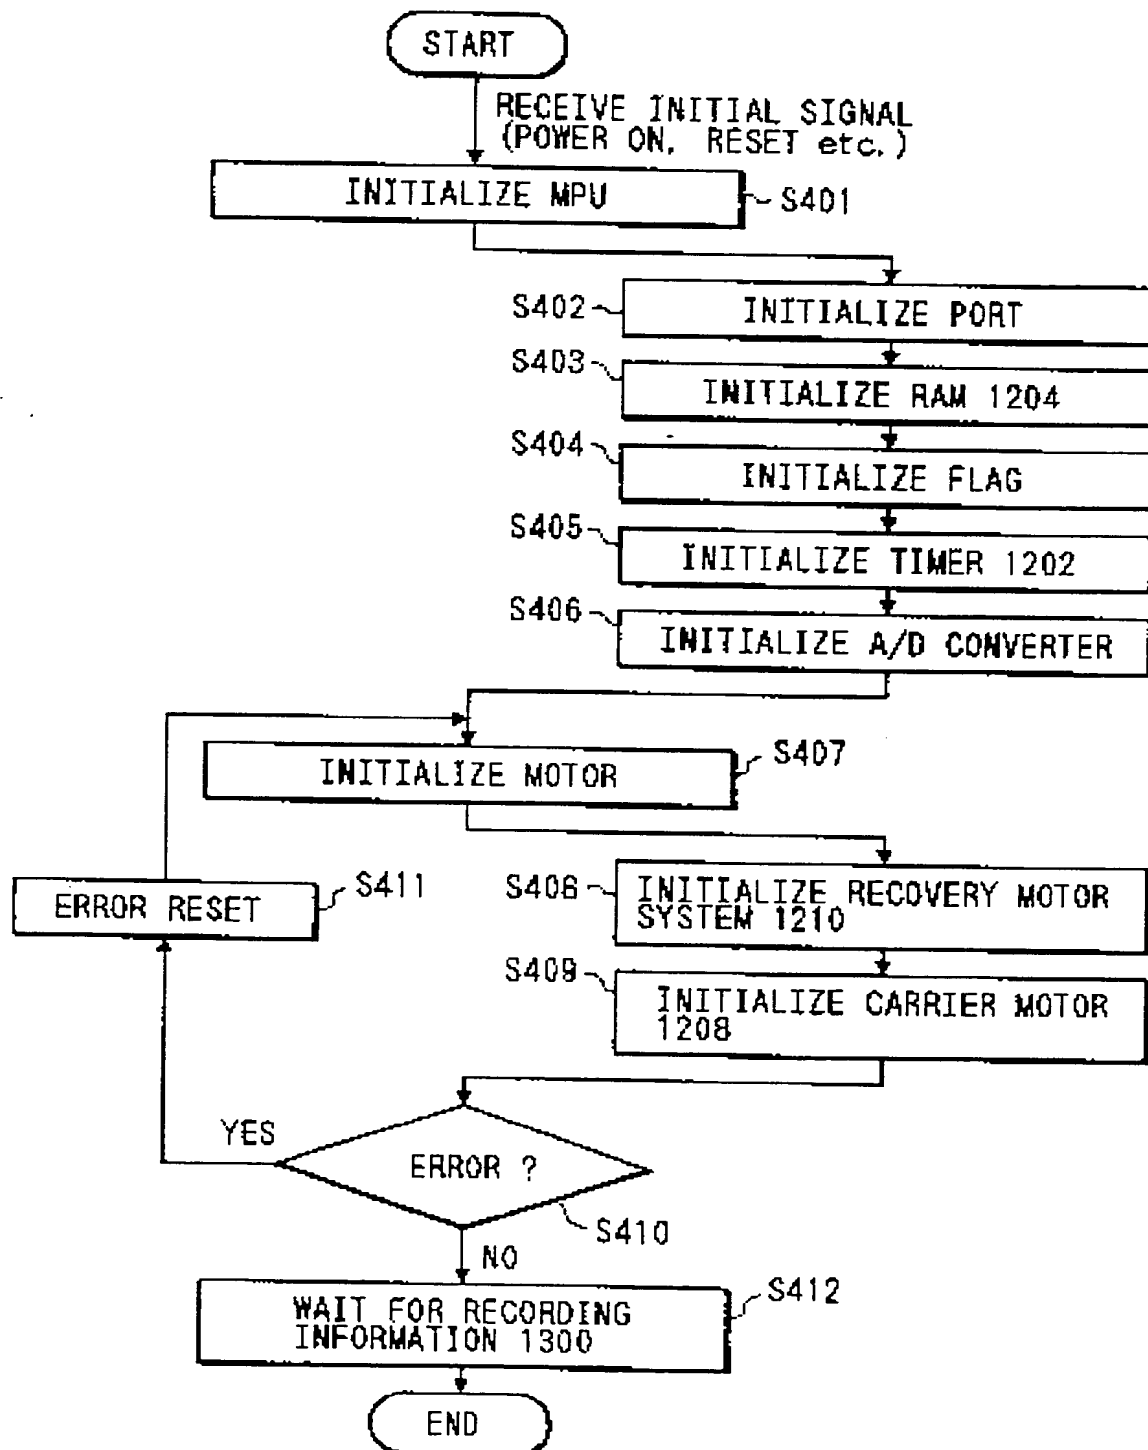 START
RECEIVE INITIAL SIGNAL
(POWER ON, RESET etc.)
INITIALIZE MPU
S401
S402
INITIALIZE PORT
S403
INITIALIZE RAM 1204
S404
INITIALIZE FLAG
S405
INITIALIZE TIMER 1202
S406
INITIALIZE A/D CONVERTER
INITIALIZE MOTOR
S407
ERROR RESET
S411
S408
INITIALIZE RECOVERY MOTOR
SYSTEM 1210
S409
INITIALIZE CARRIER MOTOR
1208
YES
ERROR ?
S410
NO
WAIT FOR RECORDING
INFORMATION 1300
S412
END